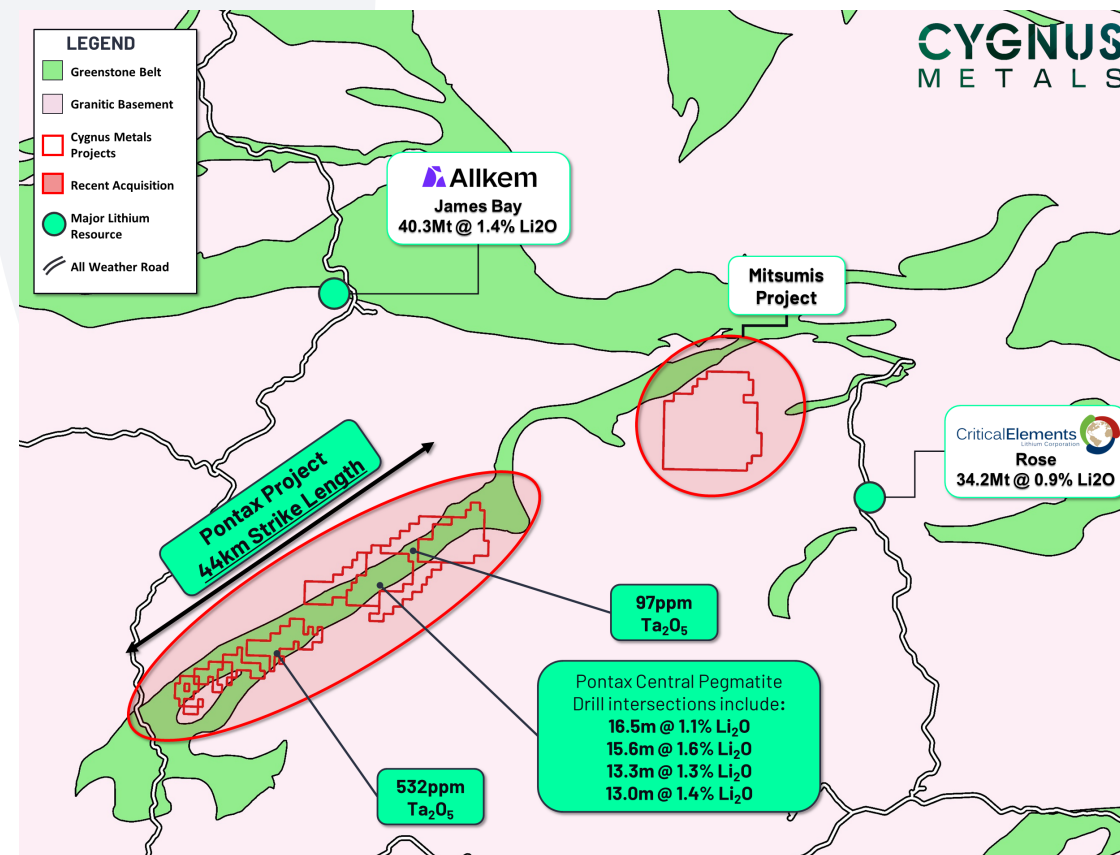 LEGEND
Greenstone Belt
Granitic Basement
Cygnus Metals
Projects
Recent Acquisition
Major Lithium
Resource
All Weather Road
CYGNUS
METALS
Allkem
James Bay
40.3Mt @ 1.4% Li2O
Mitsumis
Project
CriticalElements
Lithium Corporation
Rose
34.2Mt @ 0.9% Li2O
Pontax Project
44km Strike Length
97ppm
Ta₂O₅
Pontax Central Pegmatite
Drill intersections include:
16.5m @ 1.1% Li₂O
15.6m @ 1.6% Li₂O
13.3m @ 1.3% Li₂O
13.0m @ 1.4% Li₂O
532ppm
Ta₂O₅